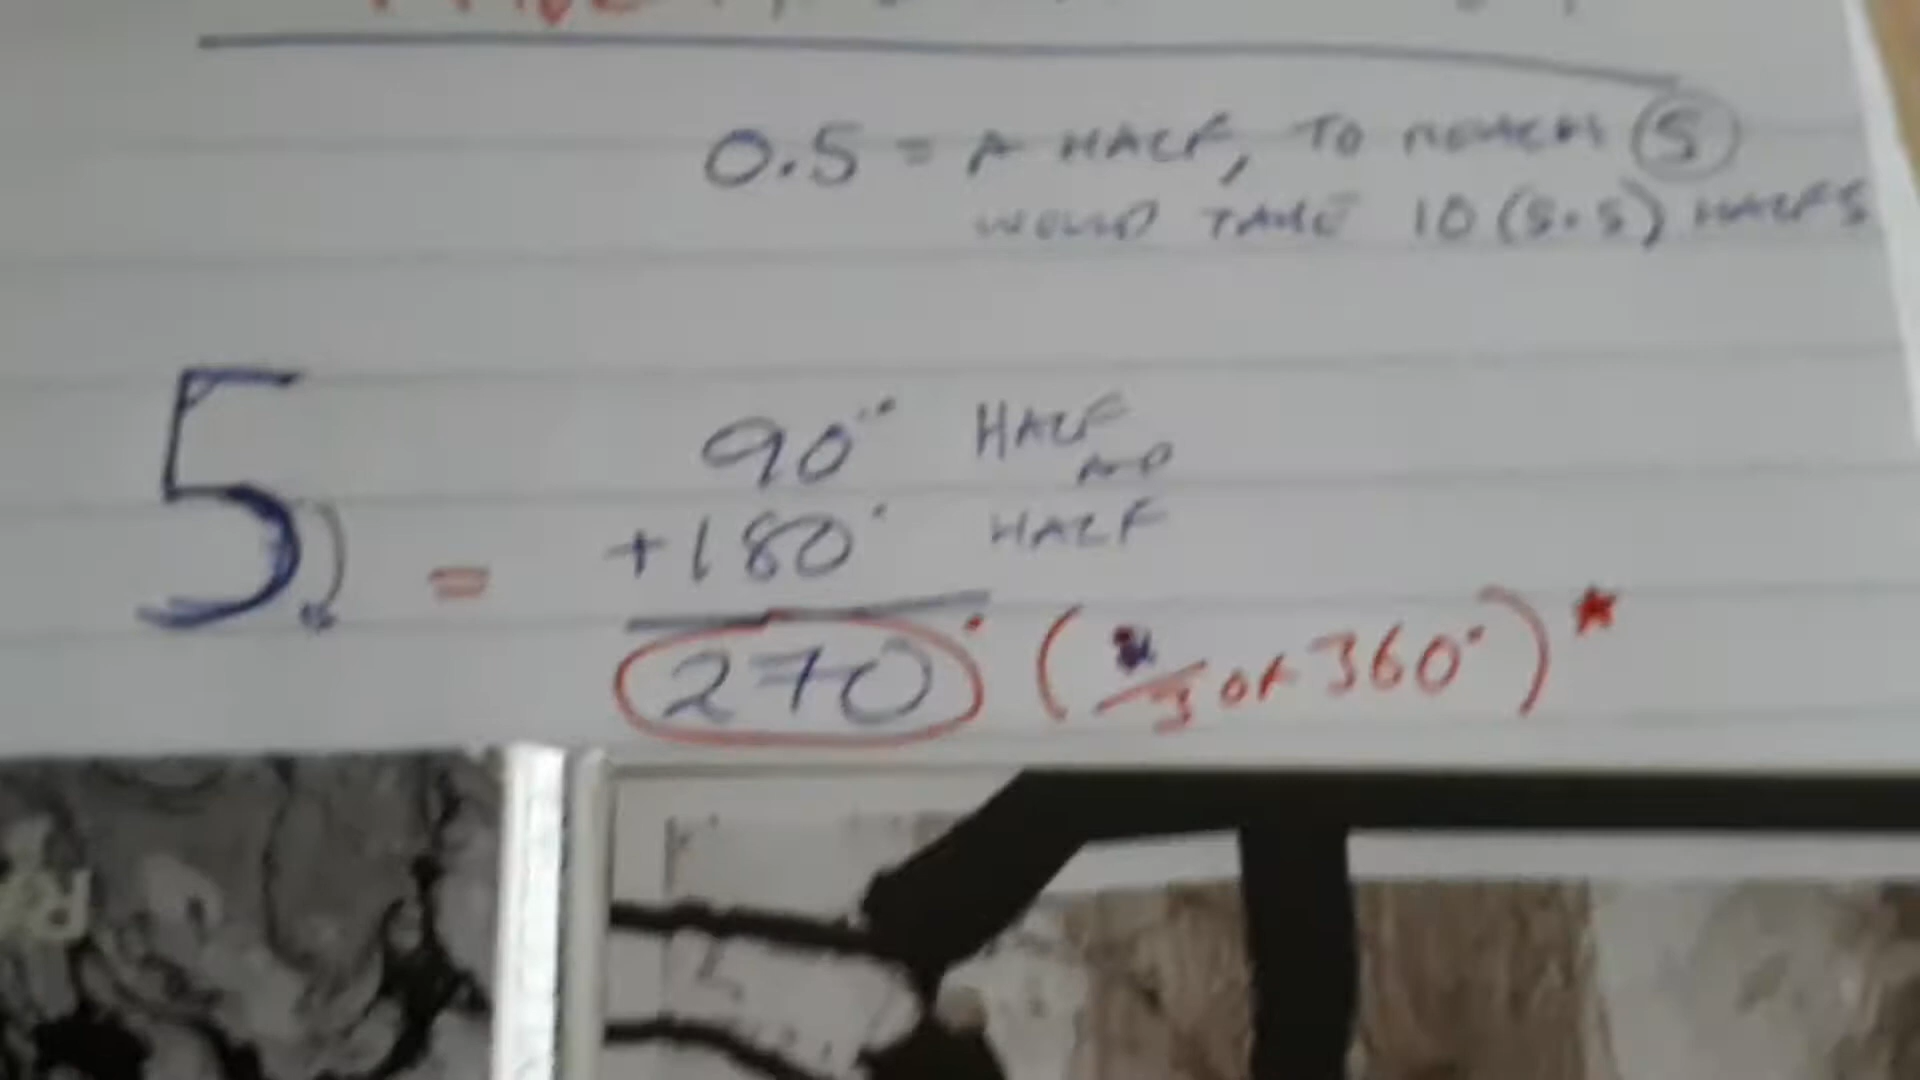 0.5 = A HALF, TO REACH 5
WOULD TAKE 10 (5.5) HALFS
5 =
90° HALF
AND
+180° HALF
270° ( /3 OF 360°)*